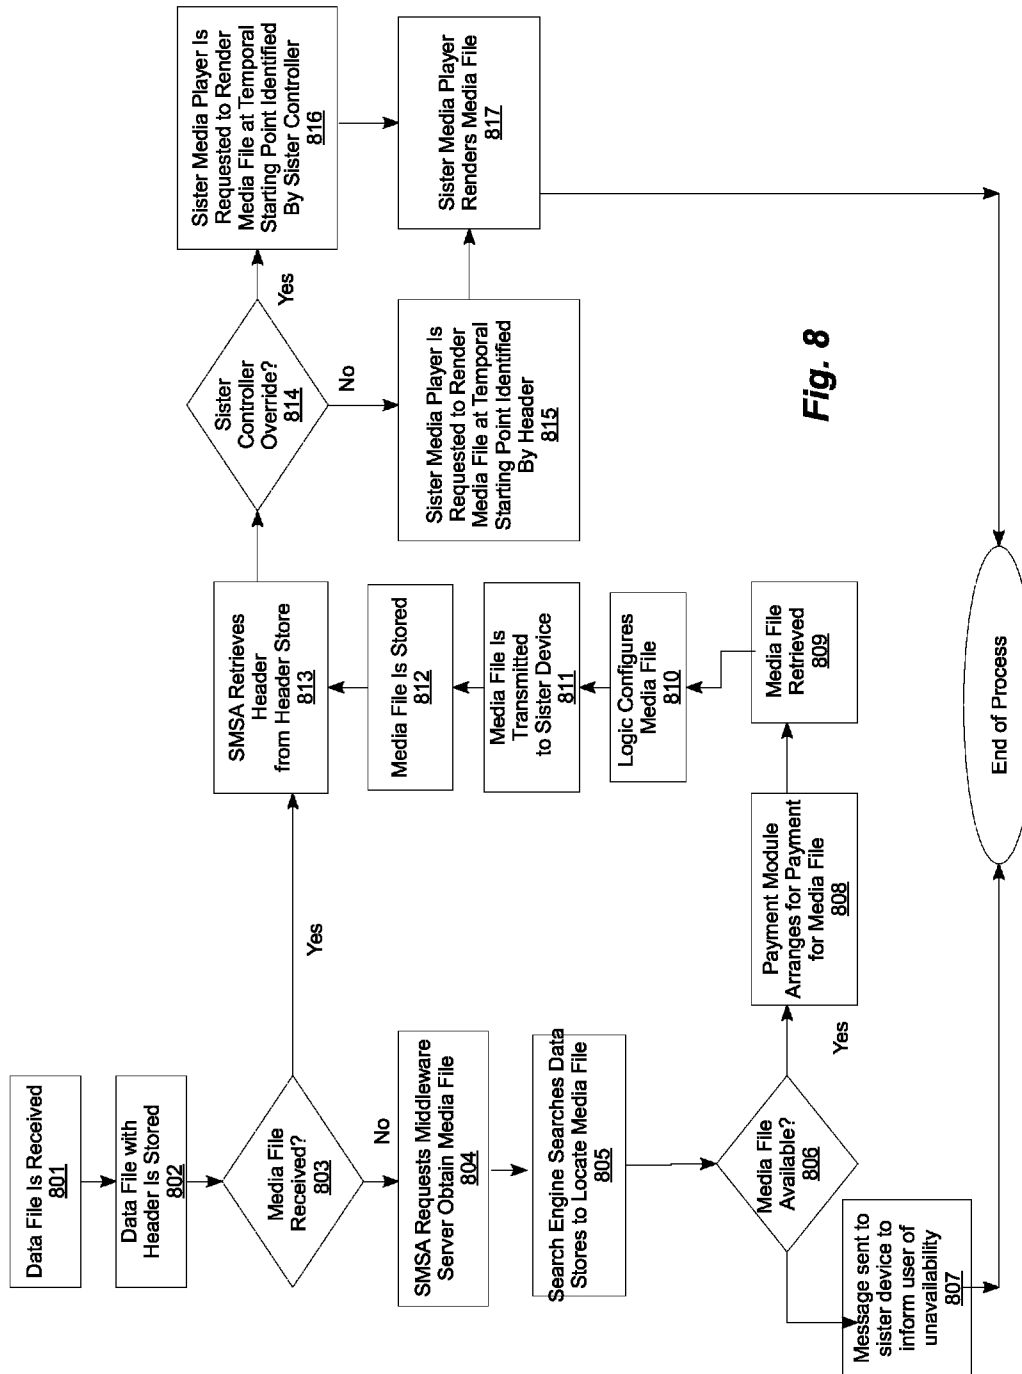 Data File Is Received
801
Data File with
Header Is Stored
802
Media File
Received?
803
Yes
No
SMSA Requests Middleware
Server Obtain Media File
804
Search Engine Searches Data
Stores to Locate Media File
805
Media File
Available?
806
Yes
Message sent to
sister device to
inform user of
unavailability
807
Payment Module
Arranges for Payment
for Media File
808
Media File
Retrieved
809
Logic Configures
Media File
810
Media File Is
Transmitted
to Sister Device
811
Media File Is Stored
812
SMSA Retrieves
Header
from Header Store
813
Sister
Controller
Override?
814
Yes
No
Sister Media Player Is
Requested to Render
Media File at Temporal
Starting Point Identified
By Header
815
Sister Media Player Is
Requested to Render
Media File at Temporal
Starting Point Identified
By Sister Controller
816
Sister Media Player
Renders Media File
817
End of Process
Fig. 8